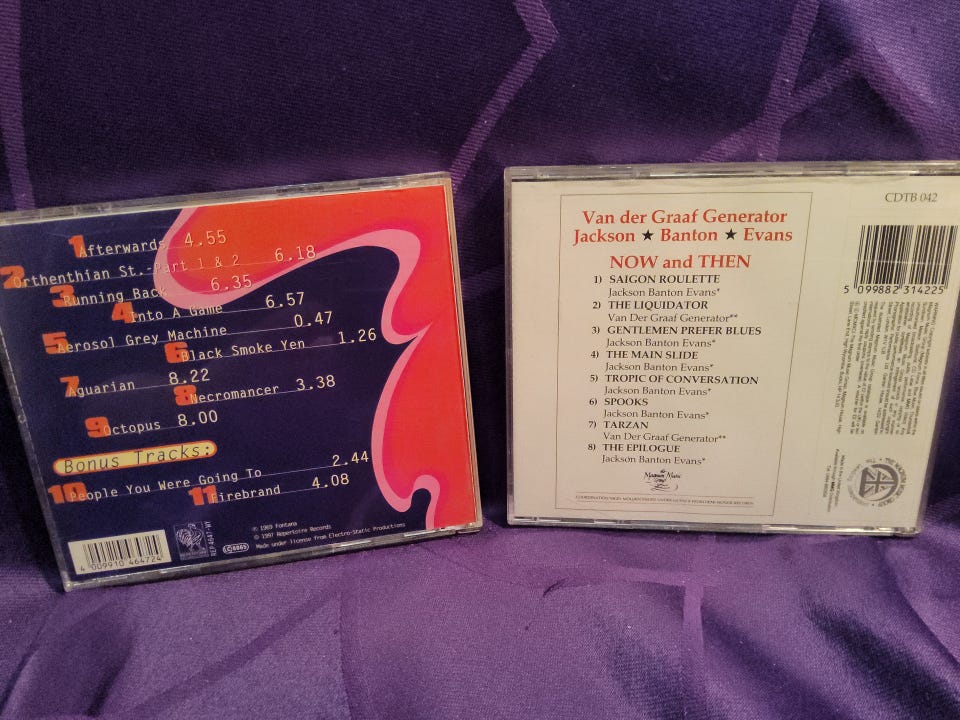 1 Afterwards 4.55
2 Orthenthian St.-Part 1 & 2 6.18
3 Running Back 6.35
4 Into A Game 6.57
5 Aerosol Grey Machine 0.47
6 Black Smoke Yen 1.26
7 Aquarian 8.22
8 Necromancer 3.38
9 Octopus 8.00
Bonus Tracks:
10 People You Were Going To 2.44
11 Firebrand 4.08
℗ 1969 Fontana
© 1997 Repertoire Records
Made under license from Electro-Static Productions
4 009910 464724
CDTB 042
Van der Graaf Generator
Jackson ★ Banton ★ Evans
NOW and THEN
1) SAIGON ROULETTE
Jackson Banton Evans*
2) THE LIQUIDATOR
Van Der Graaf Generator**
3) GENTLEMEN PREFER BLUES
Jackson Banton Evans*
4) THE MAIN SLIDE
Jackson Banton Evans*
5) TROPIC OF CONVERSATION
Jackson Banton Evans*
6) SPOOKS
Jackson Banton Evans*
7) TARZAN
Van Der Graaf Generator**
8) THE EPILOGUE
Jackson Banton Evans*
Magnum Music
5 099882 314225